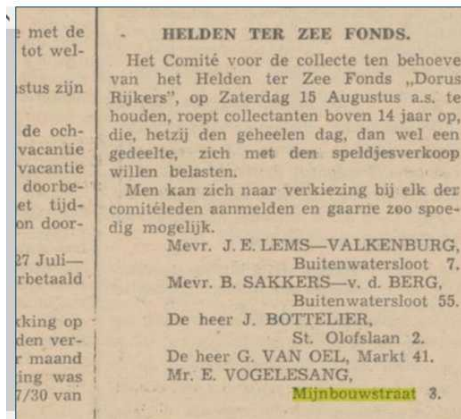 e met de
tot wel-
stus zijn
de och-
vacantie
vacantie
doorbe-
et tijd-
on door-
27 Juli—
rbetaald
kking op
den ver-
r maand
ing was
7/30 van
HELDEN TER ZEE FONDS.
Het Comité voor de collecte ten behoeve
van het Helden ter Zee Fonds „Dorus
Rijkers", op Zaterdag 15 Augustus a.s. te
houden, roept collectanten boven 14 jaar op,
die, hetzij den geheelen dag, dan wel een
gedeelte, zich met den speldjesverkoop
willen belasten.
Men kan zich naar verkiezing bij elk der
comitéleden aanmelden en gaarne zoo spoe-
dig mogelijk.
Mevr. J. E. LEMS—VALKENBURG,
Buitenwatersloot 7.
Mevr. B. SAKKERS—v. d. BERG,
Buitenwatersloot 55.
De heer J. BOTTELIER,
St. Olofslaan 2.
De heer G. VAN OEL, Markt 41.
Mr. E. VOGELESANG,
Mijnbouwstraat 3.